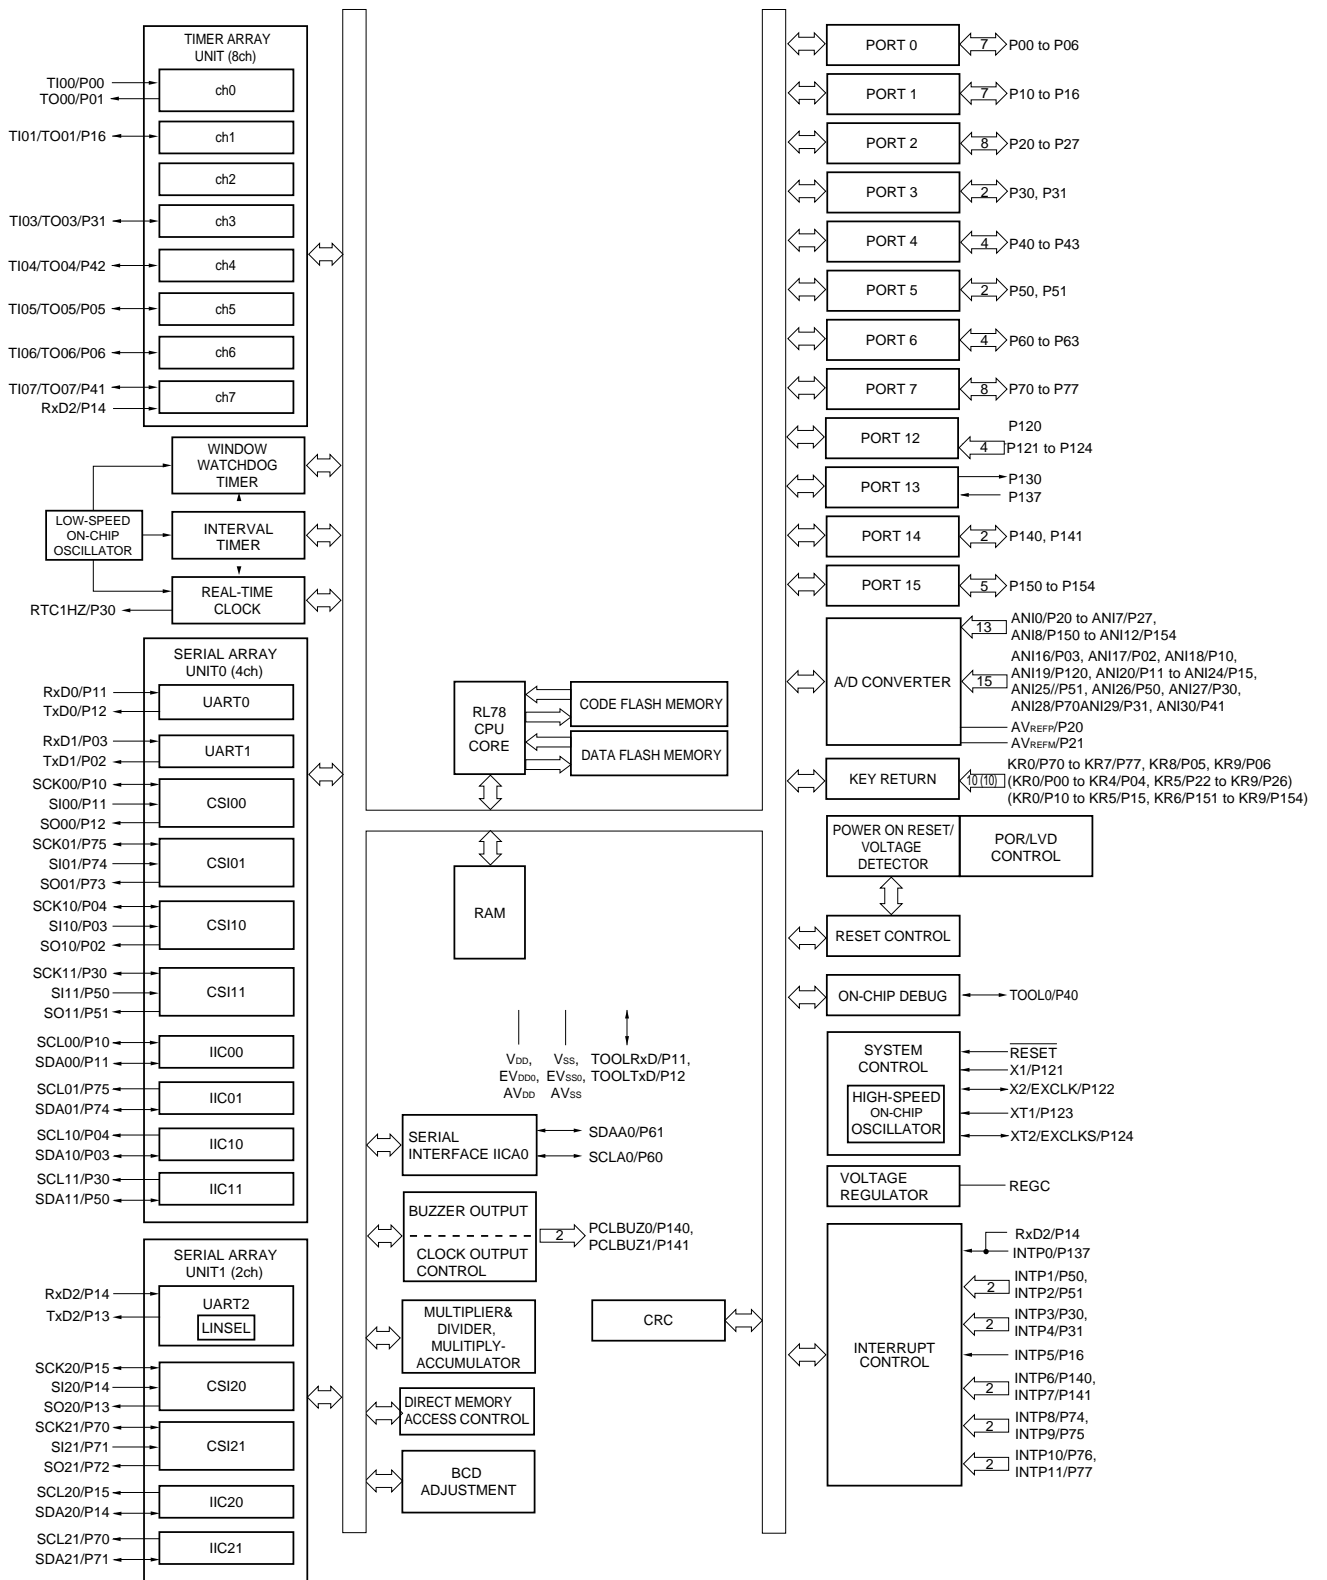 TIMER ARRAY
UNIT (8ch)
TI00/P00
TO00/P01
ch0
TI01/TO01/P16
ch1
ch2
TI03/TO03/P31
ch3
TI04/TO04/P42
ch4
TI05/TO05/P05
ch5
TI06/TO06/P06
ch6
TI07/TO07/P41
RxD2/P14
ch7
WINDOW
WATCHDOG
TIMER
LOW-SPEED
ON-CHIP
OSCILLATOR
INTERVAL
TIMER
REAL-TIME
CLOCK
RTC1HZ/P30
SERIAL ARRAY
UNIT0 (4ch)
RxD0/P11
TxD0/P12
UART0
RxD1/P03
TxD1/P02
UART1
SCK00/P10
SI00/P11
SO00/P12
CSI00
SCK01/P75
SI01/P74
SO01/P73
CSI01
SCK10/P04
SI10/P03
SO10/P02
CSI10
SCK11/P30
SI11/P50
SO11/P51
CSI11
SCL00/P10
SDA00/P11
IIC00
SCL01/P75
SDA01/P74
IIC01
SCL10/P04
SDA10/P03
IIC10
SCL11/P30
SDA11/P50
IIC11
SERIAL ARRAY
UNIT1 (2ch)
RxD2/P14
TxD2/P13
UART2
LINSEL
SCK20/P15
SI20/P14
SO20/P13
CSI20
SCK21/P70
SI21/P71
SO21/P72
CSI21
SCL20/P15
SDA20/P14
IIC20
SCL21/P70
SDA21/P71
IIC21
RL78
CPU
CORE
CODE FLASH MEMORY
DATA FLASH MEMORY
RAM
VDD,
EVDD0,
AVDD
VSS,
EVSS0,
AVSS
TOOLRxD/P11,
TOOLTxD/P12
SERIAL
INTERFACE IICA0
SDAA0/P61
SCLA0/P60
BUZZER OUTPUT
CLOCK OUTPUT
CONTROL
2
PCLBUZ0/P140,
PCLBUZ1/P141
MULTIPLIER&
DIVIDER,
MULITIPLY-
ACCUMULATOR
DIRECT MEMORY
ACCESS CONTROL
BCD
ADJUSTMENT
CRC
PORT 0
7
P00 to P06
PORT 1
7
P10 to P16
PORT 2
8
P20 to P27
PORT 3
2
P30, P31
PORT 4
4
P40 to P43
PORT 5
2
P50, P51
PORT 6
4
P60 to P63
PORT 7
8
P70 to P77
PORT 12
P120
4
P121 to P124
PORT 13
P130
P137
PORT 14
2
P140, P141
PORT 15
5
P150 to P154
A/D CONVERTER
13
ANI0/P20 to ANI7/P27,
ANI8/P150 to ANI12/P154
15
ANI16/P03, ANI17/P02, ANI18/P10,
ANI19/P120, ANI20/P11 to ANI24/P15,
ANI25//P51, ANI26/P50, ANI27/P30,
ANI28/P70ANI29/P31, ANI30/P41
AVREFP/P20
AVREFM/P21
KEY RETURN
10 (10)
KR0/P70 to KR7/P77, KR8/P05, KR9/P06
(KR0/P00 to KR4/P04, KR5/P22 to KR9/P26)
(KR0/P10 to KR5/P15, KR6/P151 to KR9/P154)
POWER ON RESET/
VOLTAGE
DETECTOR
POR/LVD
CONTROL
RESET CONTROL
ON-CHIP DEBUG
TOOL0/P40
SYSTEM
CONTROL
HIGH-SPEED
ON-CHIP
OSCILLATOR
RESET
X1/P121
X2/EXCLK/P122
XT1/P123
XT2/EXCLKS/P124
VOLTAGE
REGULATOR
REGC
INTERRUPT
CONTROL
RxD2/P14
INTP0/P137
2
INTP1/P50,
INTP2/P51
2
INTP3/P30,
INTP4/P31
INTP5/P16
2
INTP6/P140,
INTP7/P141
2
INTP8/P74,
INTP9/P75
2
INTP10/P76,
INTP11/P77